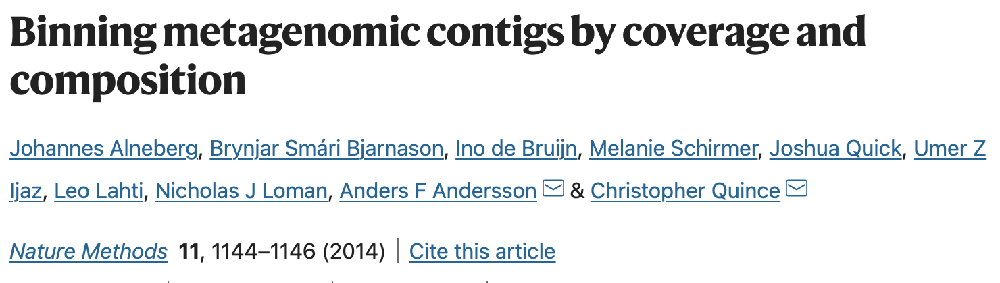 Binning metagenomic contigs by coverage and
composition
Johannes Alneberg, Brynjar Smári Bjarnason, Ino de Bruijn, Melanie Schirmer, Joshua Quick, Umer Z
Ijaz, Leo Lahti, Nicholas J Loman, Anders F Andersson & Christopher Quince
Nature Methods 11, 1144–1146 (2014) | Cite this article